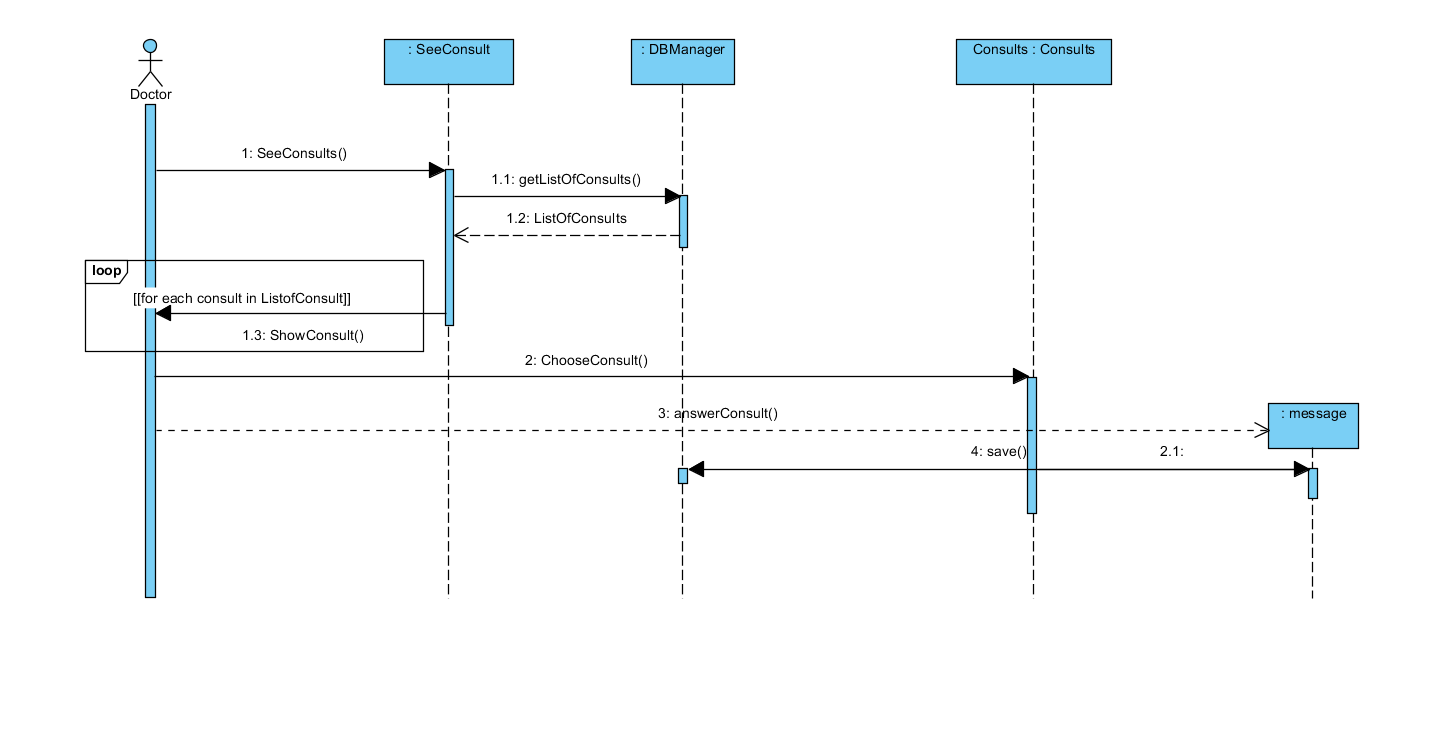 : SeeConsult
: DBManager
Consults : Consults
Doctor
1: SeeConsults()
1.1: getListOfConsults()
1.2: ListOfConsults
loop
[[for each consult in ListofConsult]]
1.3: ShowConsult()
2: ChooseConsult()
3: answerConsult()
: message
4: save()
2.1: